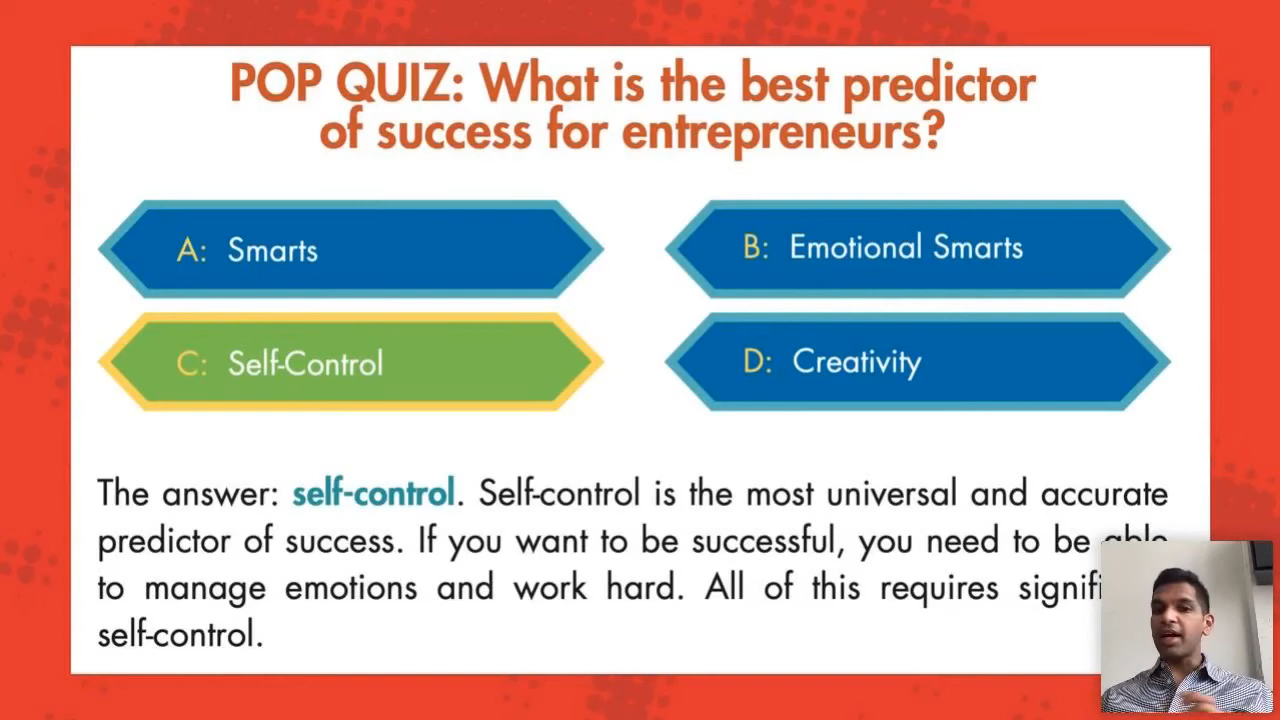 POP QUIZ: What is the best predictor
of success for entrepreneurs?
A: Smarts
B: Emotional Smarts
C: Self-Control
D: Creativity
The answer: self-control. Self-control is the most universal and accurate
predictor of success. If you want to be successful, you need to be able
to manage emotions and work hard. All of this requires
self-control.